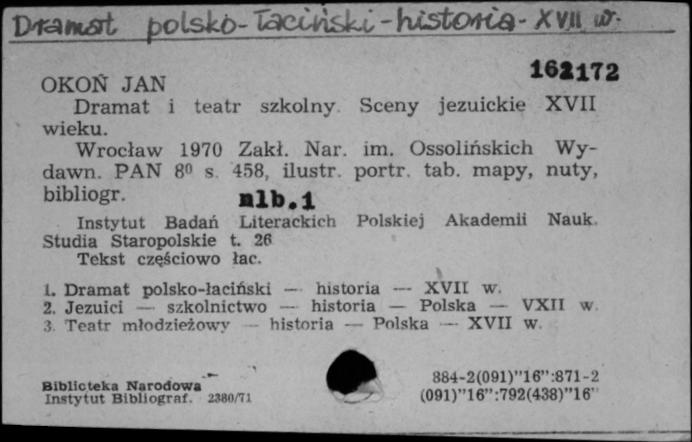 Dramat polsko-łaciński-historia-XVII w.
162172
OKOŃ JAN
Dramat i teatr szkolny. Sceny jezuickie XVII
wieku.
Wrocław 1970 Zakł. Nar. im. Ossolińskich Wy-
dawn. PAN 8⁰ s. 458, ilustr. portr. tab. mapy, nuty,
bibliogr. nlb.1
Instytut Badań Literackich Polskiej Akademii Nauk.
Studia Staropolskie t. 26
Tekst częściowo łac.
1. Dramat polsko-łaciński — historia — XVII w.
2. Jezuici — szkolnictwo — historia — Polska — VXII w.
3. Teatr młodzieżowy — historia — Polska — XVII w.
884-2(091)"16":871-2
(091)"16":792(438)"16"
Biblioteka Narodowa
Instytut Bibliograf. 2380/71